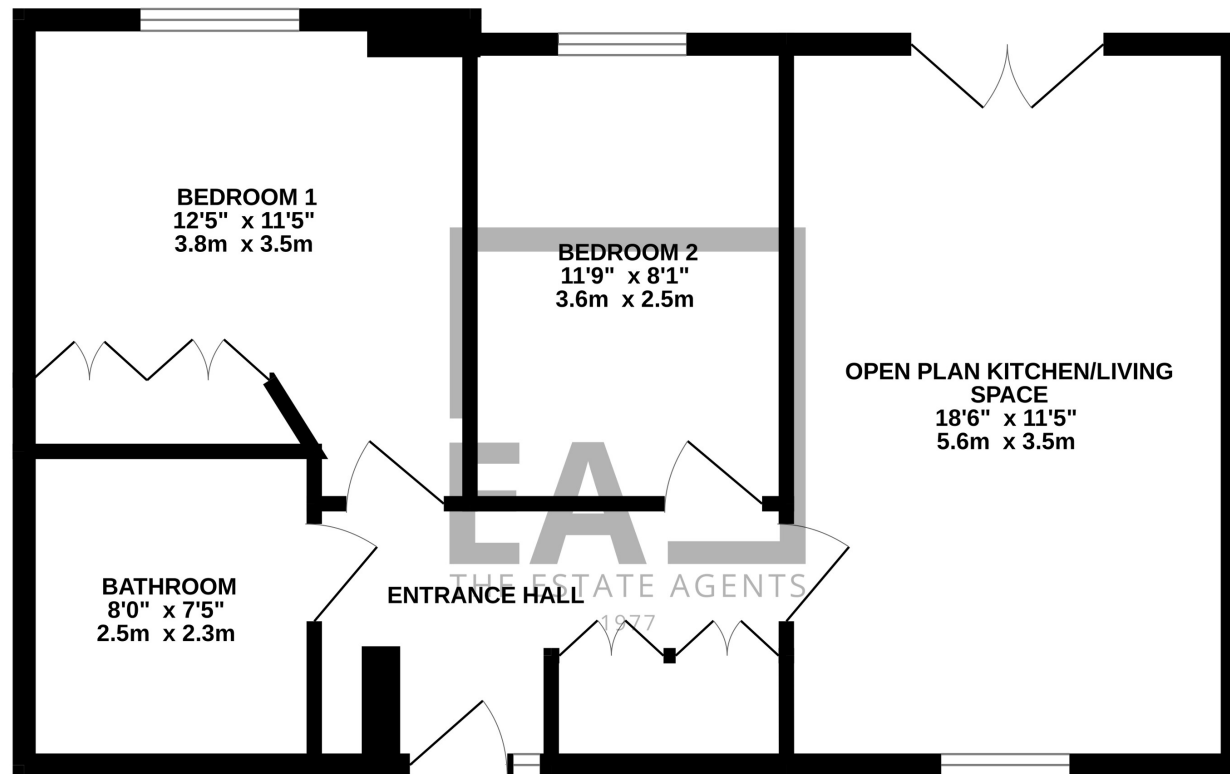 BEDROOM 1
12'5" x 11'5"
3.8m x 3.5m
BEDROOM 2
11'9" x 8'1"
3.6m x 2.5m
OPEN PLAN KITCHEN/LIVING
SPACE
18'6" x 11'5"
5.6m x 3.5m
EA
THE ESTATE AGENTS
1977
BATHROOM
8'0" x 7'5"
2.5m x 2.3m
ENTRANCE HALL